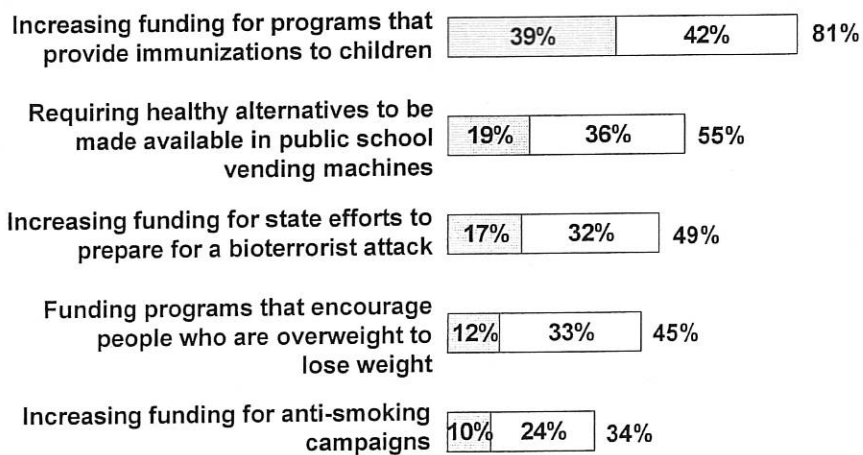 Increasing funding for programs that
provide immunizations to children
39% 42% 81%
Requiring healthy alternatives to be
made available in public school
vending machines
19% 36% 55%
Increasing funding for state efforts to
prepare for a bioterrorist attack
17% 32% 49%
Funding programs that encourage
people who are overweight to
lose weight
12% 33% 45%
Increasing funding for anti-smoking
campaigns
10% 24% 34%